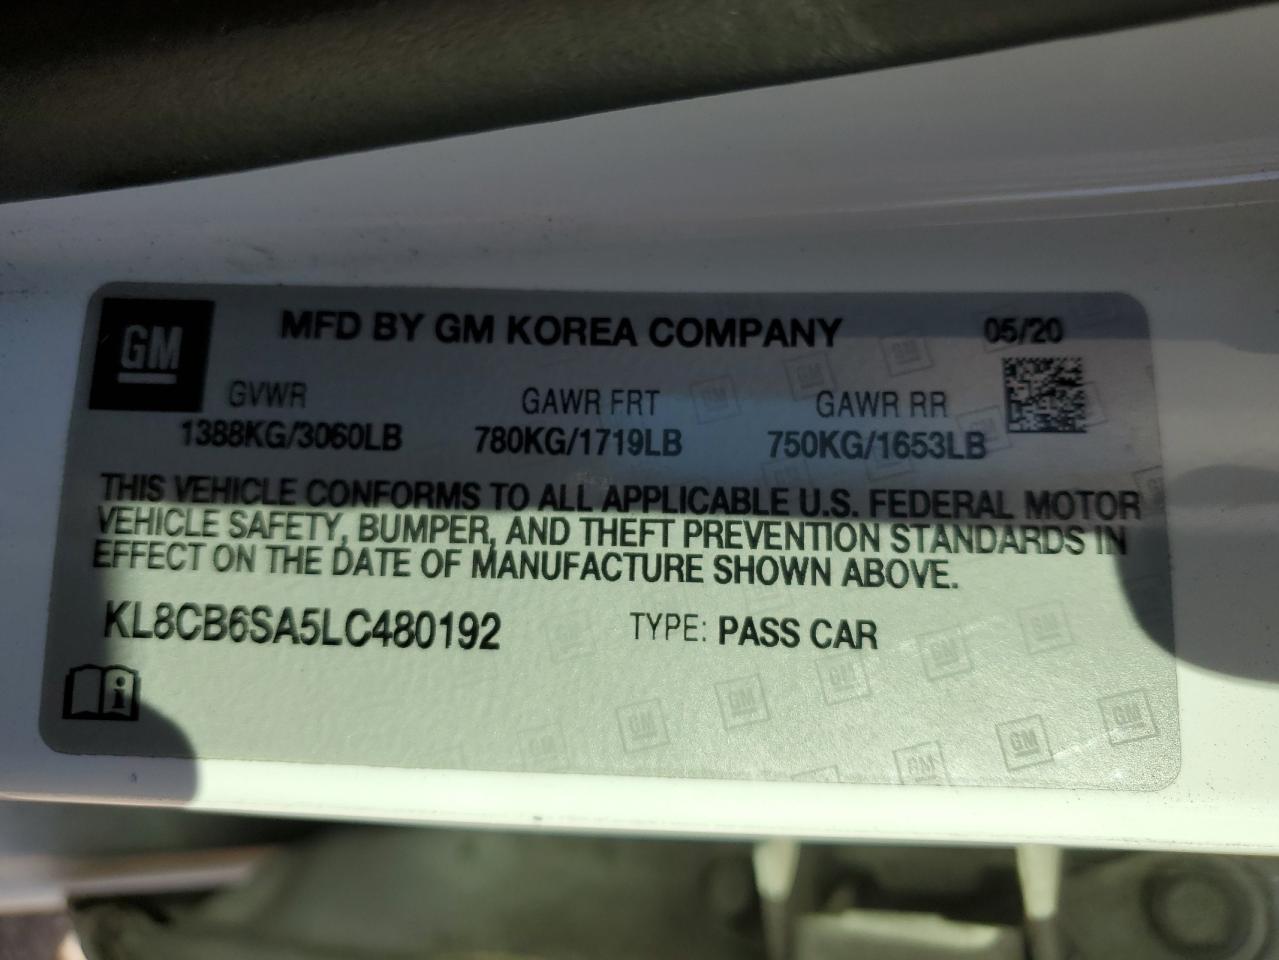 GM
MFD BY GM KOREA COMPANY 05/20
GVWR GAWR FRT GAWR RR
1388KG/3060LB 780KG/1719LB 750KG/1653LB
THIS VEHICLE CONFORMS TO ALL APPLICABLE U.S. FEDERAL MOTOR
VEHICLE SAFETY, BUMPER, AND THEFT PREVENTION STANDARDS IN
EFFECT ON THE DATE OF MANUFACTURE SHOWN ABOVE.
KL8CB6SA5LC480192 TYPE: PASS CAR